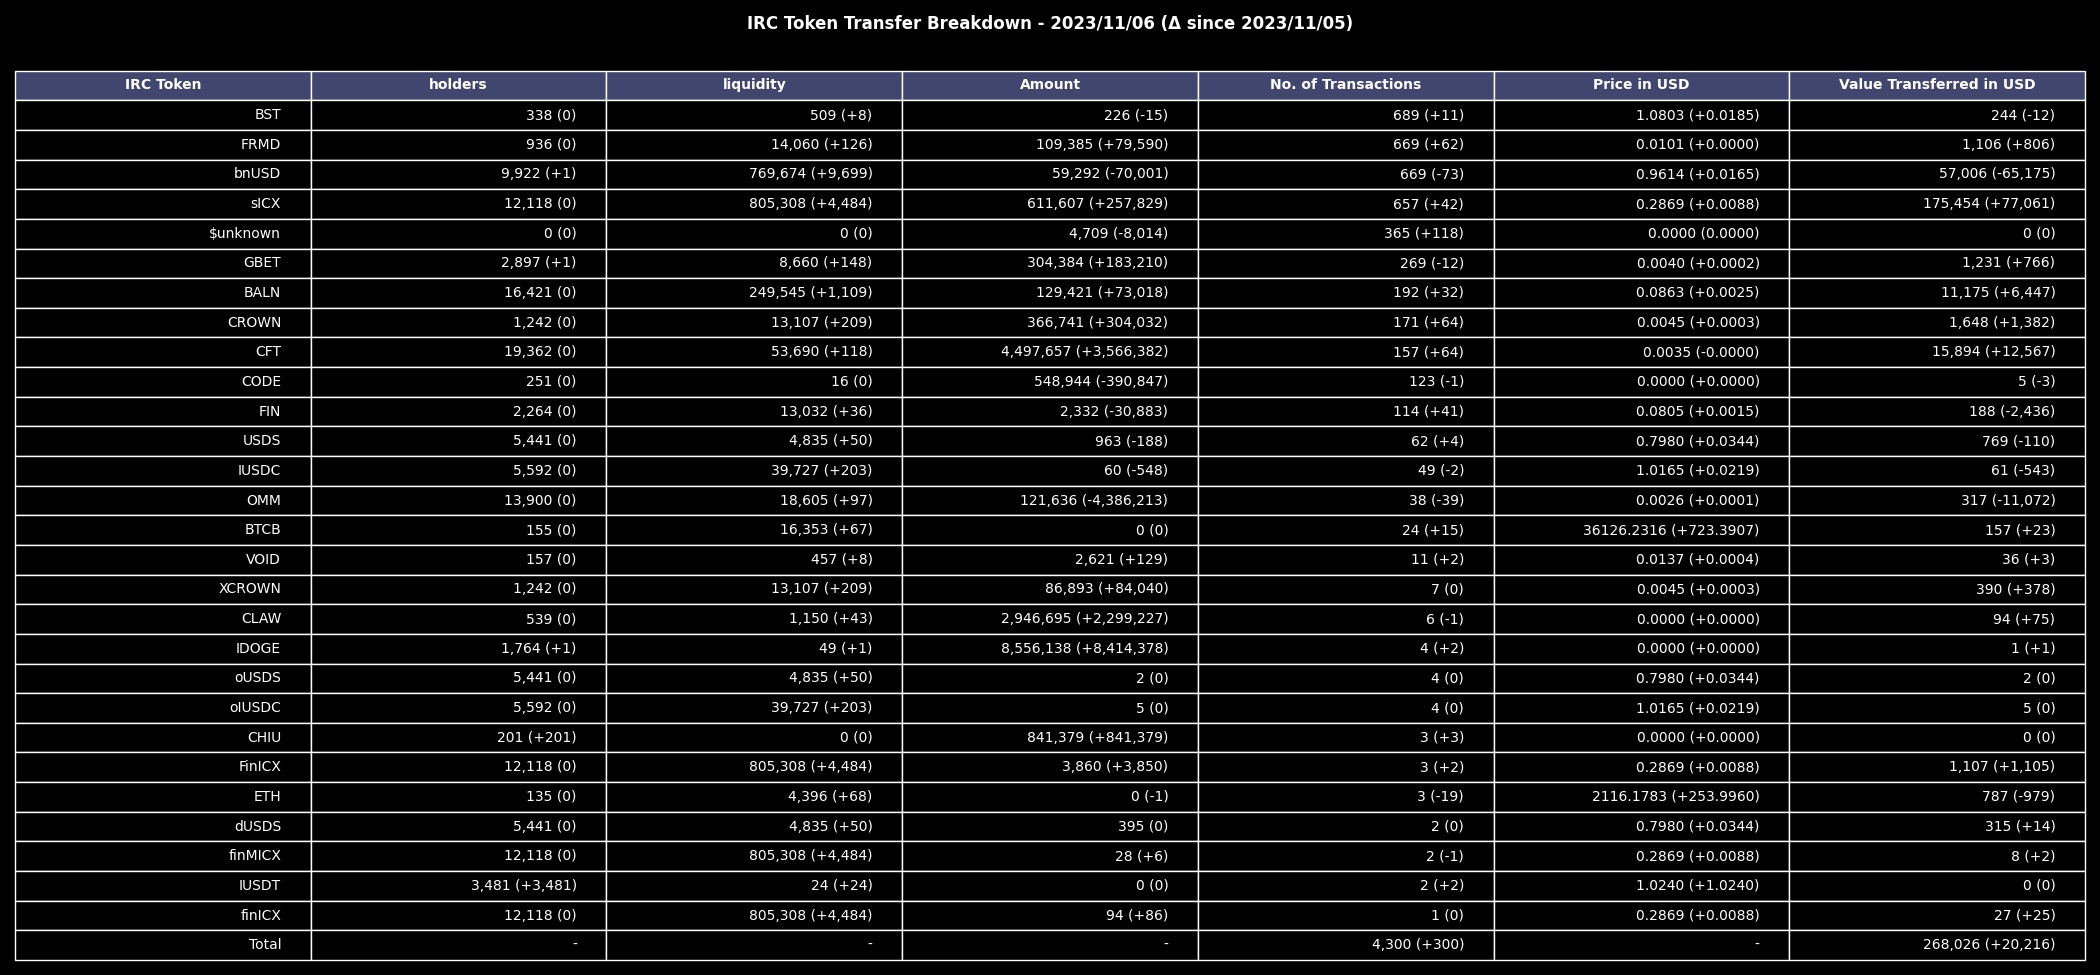 IRC Token Transfer Breakdown - 2023/11/06 (Δ since 2023/11/05)
IRC Token holders liquidity Amount No. of Transactions Price in USD Value Transferred in USD
BST 338 (0) 509 (+8) 226 (-15) 689 (+11) 1.0803 (+0.0185) 244 (-12)
FRMD 936 (0) 14,060 (+126) 109,385 (+79,590) 669 (+62) 0.0101 (+0.0000) 1,106 (+806)
bnUSD 9,922 (+1) 769,674 (+9,699) 59,292 (-70,001) 669 (-73) 0.9614 (+0.0165) 57,006 (-65,175)
sICX 12,118 (0) 805,308 (+4,484) 611,607 (+257,829) 657 (+42) 0.2869 (+0.0088) 175,454 (+77,061)
$unknown 0 (0) 0 (0) 4,709 (-8,014) 365 (+118) 0.0000 (0.0000) 0 (0)
GBET 2,897 (+1) 8,660 (+148) 304,384 (+183,210) 269 (-12) 0.0040 (+0.0002) 1,231 (+766)
BALN 16,421 (0) 249,545 (+1,109) 129,421 (+73,018) 192 (+32) 0.0863 (+0.0025) 11,175 (+6,447)
CROWN 1,242 (0) 13,107 (+209) 366,741 (+304,032) 171 (+64) 0.0045 (+0.0003) 1,648 (+1,382)
CFT 19,362 (0) 53,690 (+118) 4,497,657 (+3,566,382) 157 (+64) 0.0035 (-0.0000) 15,894 (+12,567)
CODE 251 (0) 16 (0) 548,944 (-390,847) 123 (-1) 0.0000 (+0.0000) 5 (-3)
FIN 2,264 (0) 13,032 (+36) 2,332 (-30,883) 114 (+41) 0.0805 (+0.0015) 188 (-2,436)
USDS 5,441 (0) 4,835 (+50) 963 (-188) 62 (+4) 0.7980 (+0.0344) 769 (-110)
IUSDC 5,592 (0) 39,727 (+203) 60 (-548) 49 (-2) 1.0165 (+0.0219) 61 (-543)
OMM 13,900 (0) 18,605 (+97) 121,636 (-4,386,213) 38 (-39) 0.0026 (+0.0001) 317 (-11,072)
BTCB 155 (0) 16,353 (+67) 0 (0) 24 (+15) 36126.2316 (+723.3907) 157 (+23)
VOID 157 (0) 457 (+8) 2,621 (+129) 11 (+2) 0.0137 (+0.0004) 36 (+3)
XCROWN 1,242 (0) 13,107 (+209) 86,893 (+84,040) 7 (0) 0.0045 (+0.0003) 390 (+378)
CLAW 539 (0) 1,150 (+43) 2,946,695 (+2,299,227) 6 (-1) 0.0000 (+0.0000) 94 (+75)
IDOGE 1,764 (+1) 49 (+1) 8,556,138 (+8,414,378) 4 (+2) 0.0000 (+0.0000) 1 (+1)
oUSDS 5,441 (0) 4,835 (+50) 2 (0) 4 (0) 0.7980 (+0.0344) 2 (0)
oIUSDC 5,592 (0) 39,727 (+203) 5 (0) 4 (0) 1.0165 (+0.0219) 5 (0)
CHIU 201 (+201) 0 (0) 841,379 (+841,379) 3 (+3) 0.0000 (+0.0000) 0 (0)
FinICX 12,118 (0) 805,308 (+4,484) 3,860 (+3,850) 3 (+2) 0.2869 (+0.0088) 1,107 (+1,105)
ETH 135 (0) 4,396 (+68) 0 (-1) 3 (-19) 2116.1783 (+253.9960) 787 (-979)
dUSDS 5,441 (0) 4,835 (+50) 395 (0) 2 (0) 0.7980 (+0.0344) 315 (+14)
finMICX 12,118 (0) 805,308 (+4,484) 28 (+6) 2 (-1) 0.2869 (+0.0088) 8 (+2)
IUSDT 3,481 (+3,481) 24 (+24) 0 (0) 2 (+2) 1.0240 (+1.0240) 0 (0)
finICX 12,118 (0) 805,308 (+4,484) 94 (+86) 1 (0) 0.2869 (+0.0088) 27 (+25)
Total - - - 4,300 (+300) - 268,026 (+20,216)